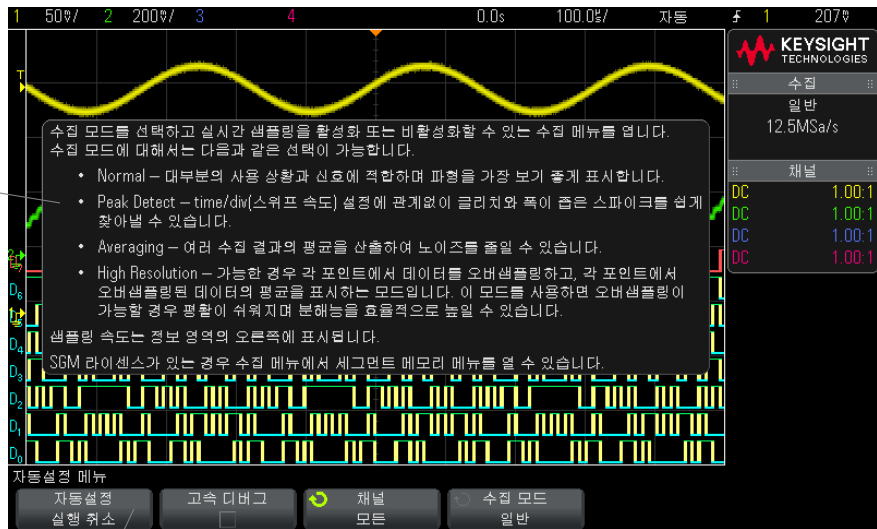 1 50V/ 2 200V/ 3 4 0.0s 100.0%/ 자동 1 207V
KEYSIGHT
TECHNOLOGIES
수집
일반
12.5MSa/s
채널
DC 1.00:1
DC 1.00:1
DC 1.00:1
DC 1.00:1
T
수집 모드를 선택하고 실시간 샘플링을 활성화 또는 비활성화할 수 있는 수집 메뉴를 엽니다.
수집 모드에 대해서는 다음과 같은 선택이 가능합니다.
• Normal – 대부분의 사용 상황과 신호에 적합하며 파형을 가장 보기 좋게 표시합니다.
• Peak Detect – time/div(스위프 속도) 설정에 관계없이 글리치와 폭이 좁은 스파이크를 쉽게
찾아낼 수 있습니다.
• Averaging – 여러 수집 결과의 평균을 산출하여 노이즈를 줄일 수 있습니다.
• High Resolution – 가능한 경우 각 포인트에서 데이터를 오버샘플링하고, 각 포인트에서
오버샘플링된 데이터의 평균을 표시하는 모드입니다. 이 모드를 사용하면 오버샘플링이
가능할 경우 평활이 쉬워지며 분해능을 효율적으로 높일 수 있습니다.
샘플링 속도는 정보 영역의 오른쪽에 표시됩니다.
SGM 라이센스가 있는 경우 수집 메뉴에서 세그먼트 메모리 메뉴를 열 수 있습니다.
D6
D4
D3
D2
D1
D0
자동설정 메뉴
자동설정
실행 취소
고속 디버그
채널
모든
수집 모드
일반